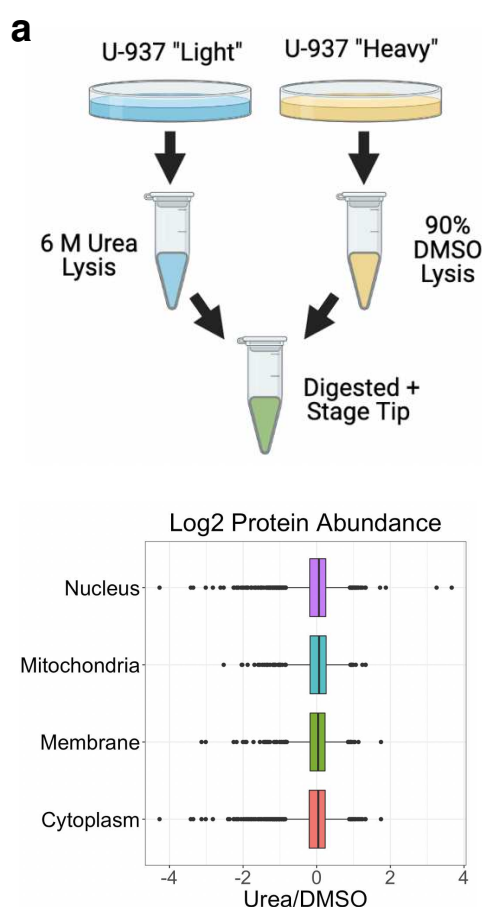 a
U-937 "Light"
U-937 "Heavy"
6 M Urea
Lysis
90%
DMSO
Lysis
Digested +
Stage Tip
Log2 Protein Abundance
Nucleus
Mitochondria
Membrane
Cytoplasm
-4 -2 0 2 4
Urea/DMSO